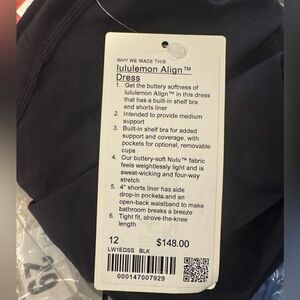 WHY WE MADE THIS
lululemon Align™
Dress
1. Get the buttery softness of
lululemon Align™ in this dress
that has a built-in shelf bra
and shorts liner
2. Intended to provide medium
support
3. Built-in shelf bra for added
support and coverage, with
pockets for optional, removable
cups
4. Our buttery-soft Nulu™ fabric
feels weightlessly light and is
sweat-wicking and four-way
stretch
5. 4" shorts liner has side
drop-in pockets and an
open-back waistband to make
bathroom breaks a breeze
6. Tight fit, above-the-knee
length
12 $148.00
LW1EDSS BLK
000147007929